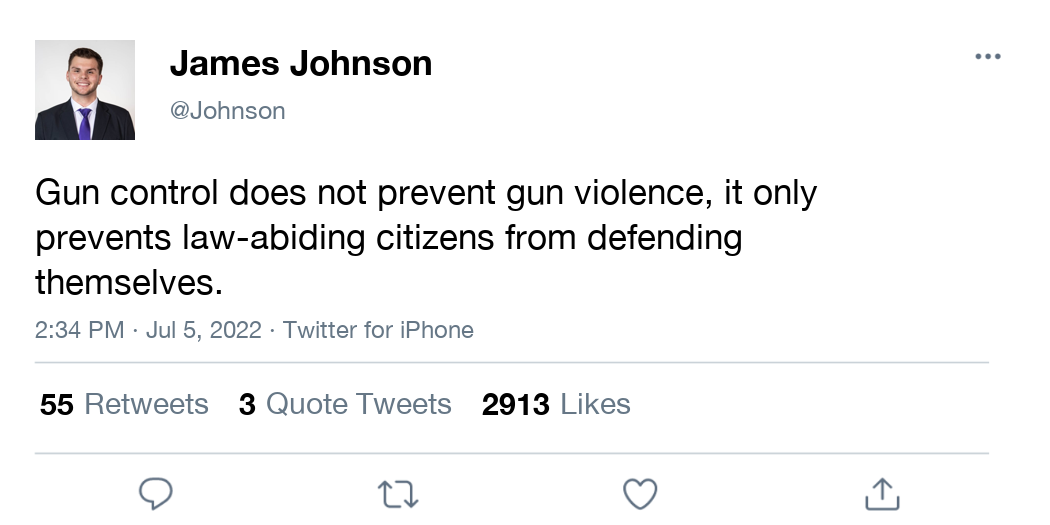 James Johnson
@Johnson
Gun control does not prevent gun violence, it only
prevents law-abiding citizens from defending
themselves.
2:34 PM · Jul 5, 2022 · Twitter for iPhone
55 Retweets 3 Quote Tweets 2913 Likes